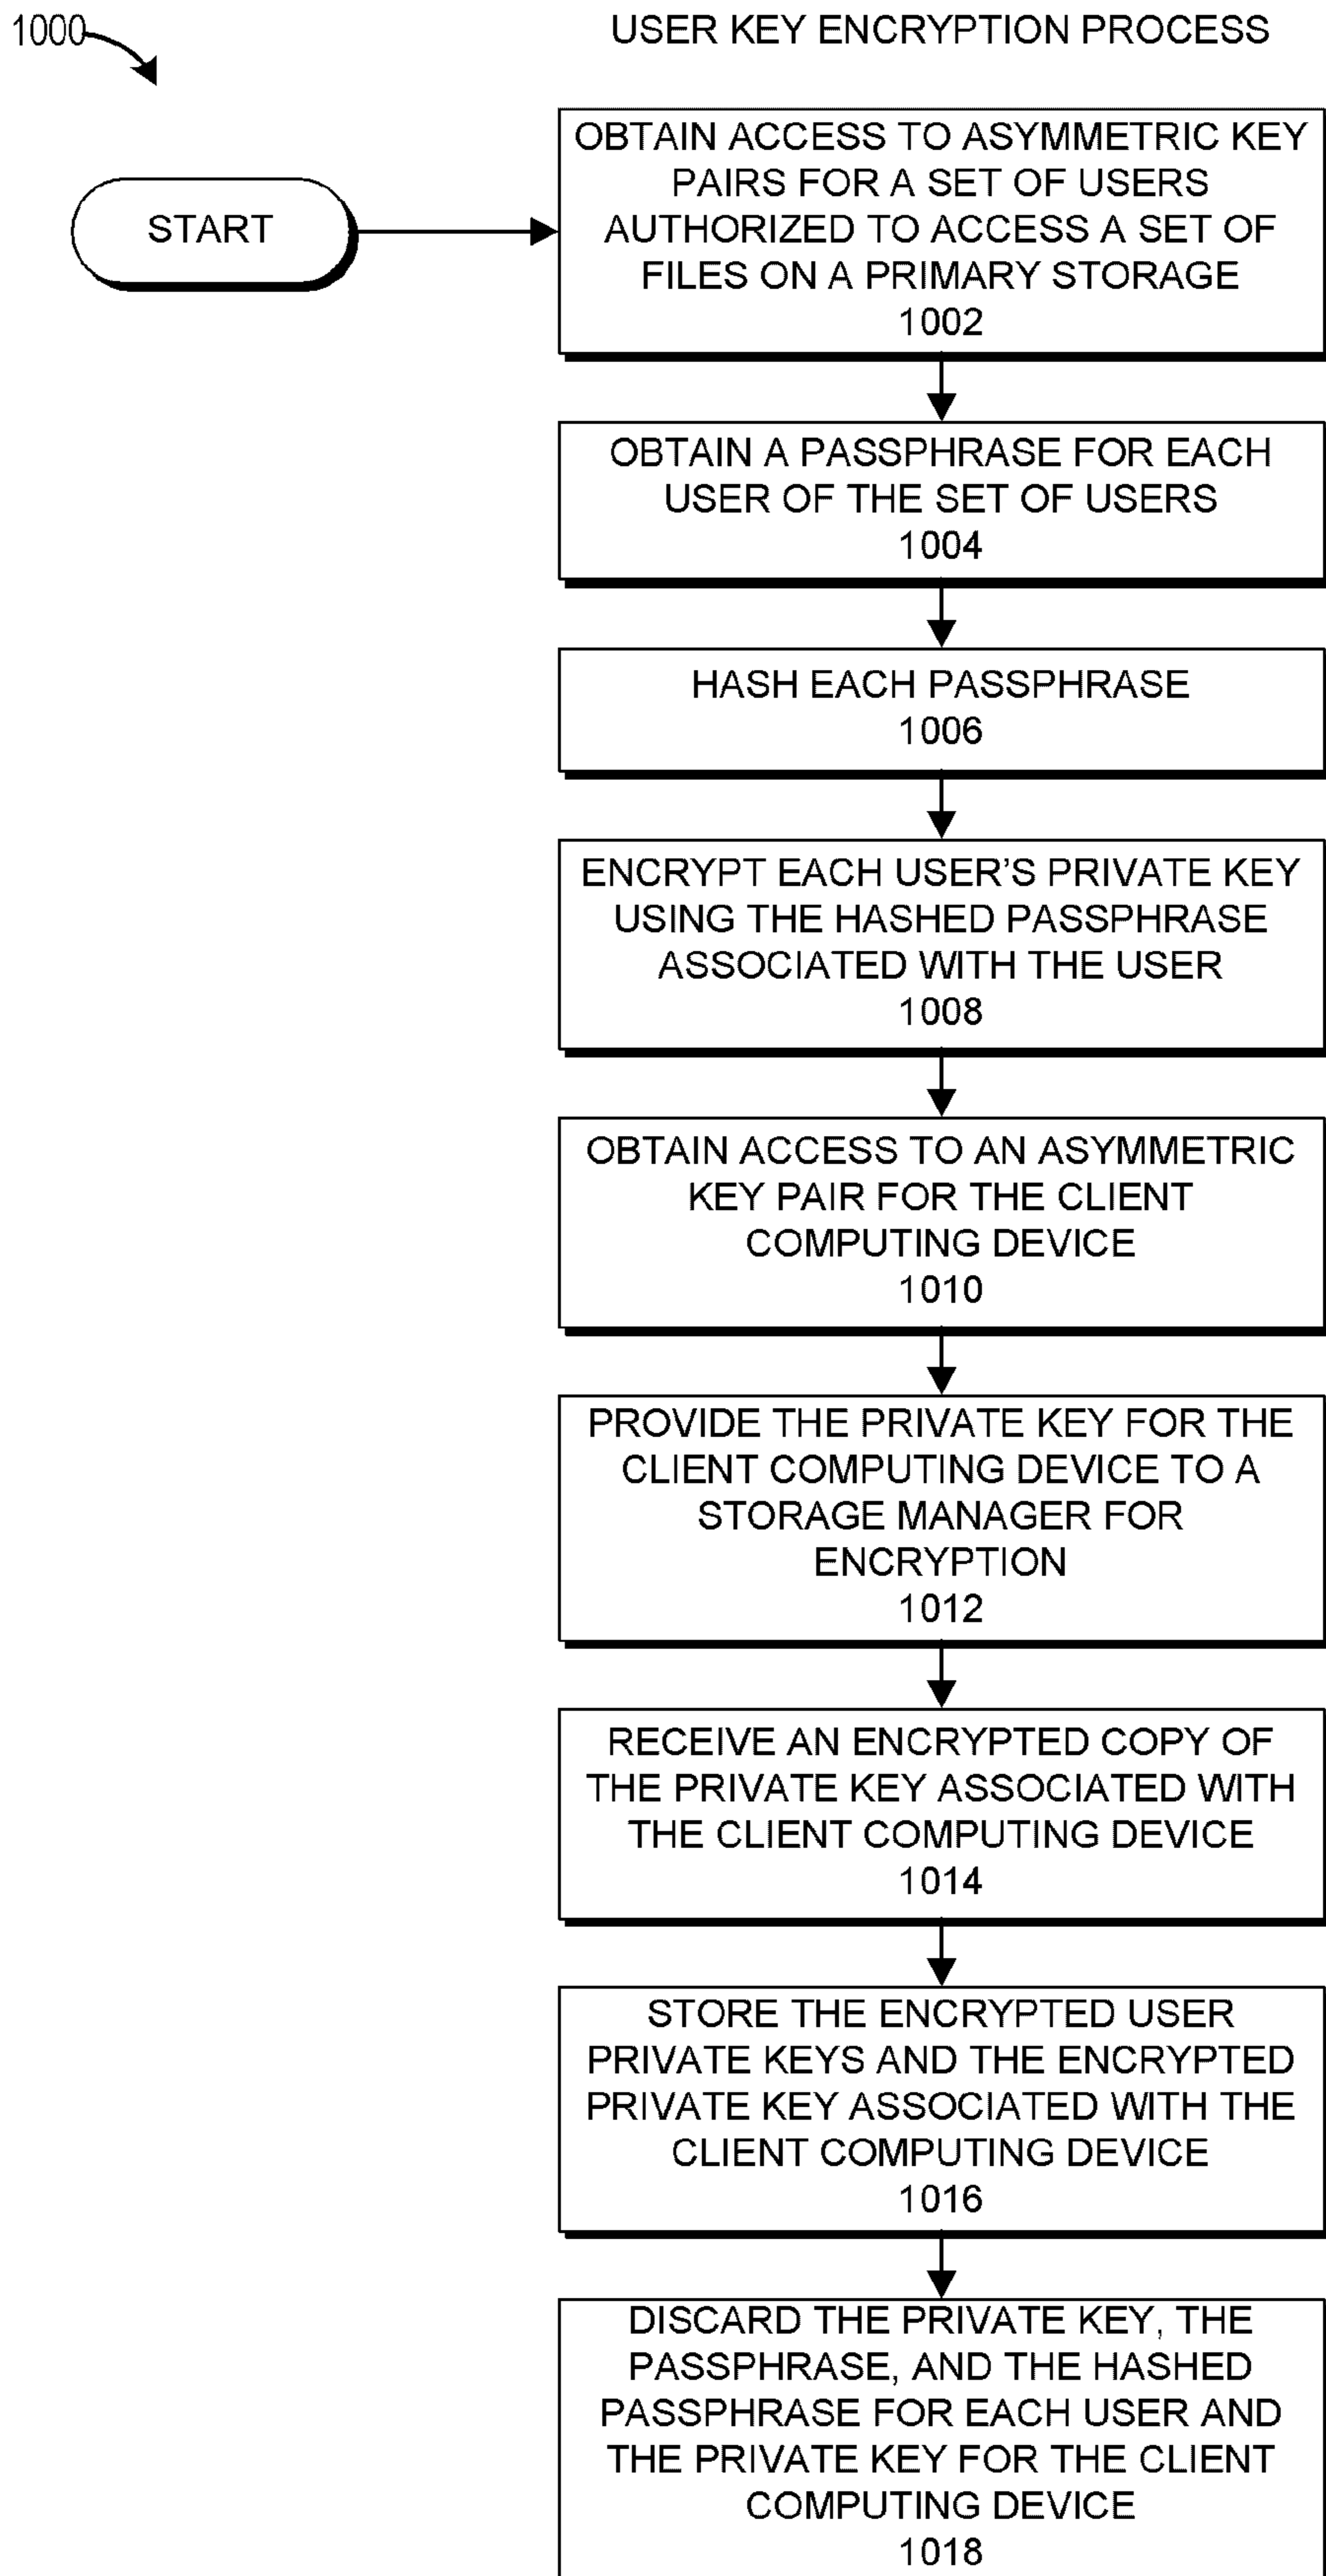 1000
USER KEY ENCRYPTION PROCESS
START
OBTAIN ACCESS TO ASYMMETRIC KEY
PAIRS FOR A SET OF USERS
AUTHORIZED TO ACCESS A SET OF
FILES ON A PRIMARY STORAGE
1002
OBTAIN A PASSPHRASE FOR EACH
USER OF THE SET OF USERS
1004
HASH EACH PASSPHRASE
1006
ENCRYPT EACH USER'S PRIVATE KEY
USING THE HASHED PASSPHRASE
ASSOCIATED WITH THE USER
1008
OBTAIN ACCESS TO AN ASYMMETRIC
KEY PAIR FOR THE CLIENT
COMPUTING DEVICE
1010
PROVIDE THE PRIVATE KEY FOR THE
CLIENT COMPUTING DEVICE TO A
STORAGE MANAGER FOR
ENCRYPTION
1012
RECEIVE AN ENCRYPTED COPY OF
THE PRIVATE KEY ASSOCIATED WITH
THE CLIENT COMPUTING DEVICE
1014
STORE THE ENCRYPTED USER
PRIVATE KEYS AND THE ENCRYPTED
PRIVATE KEY ASSOCIATED WITH THE
CLIENT COMPUTING DEVICE
1016
DISCARD THE PRIVATE KEY, THE
PASSPHRASE, AND THE HASHED
PASSPHRASE FOR EACH USER AND
THE PRIVATE KEY FOR THE CLIENT
COMPUTING DEVICE
1018